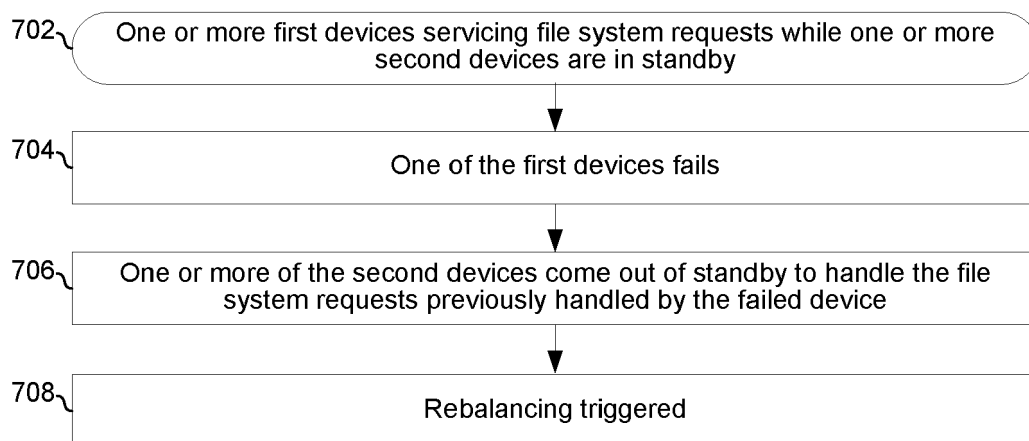 702
One or more first devices servicing file system requests while one or more
second devices are in standby
704
One of the first devices fails
706
One or more of the second devices come out of standby to handle the file
system requests previously handled by the failed device
708
Rebalancing triggered